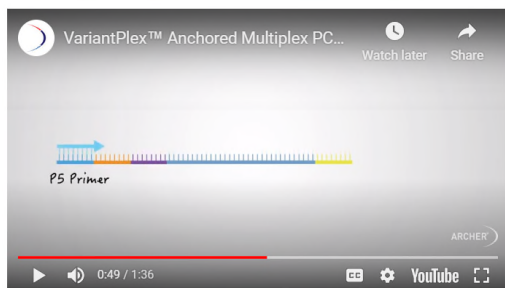 VariantPlex™ Anchored Multiplex PC...
Watch later
Share
P5 Primer
ARCHER
0:49 / 1:36
CC
YouTube